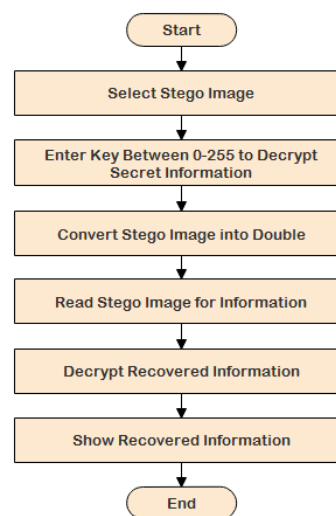 Start
Select Stego Image
Enter Key Between 0-255 to Decrypt
Secret Information
Convert Stego Image into Double
Read Stego Image for Information
Decrypt Recovered Information
Show Recovered Information
End